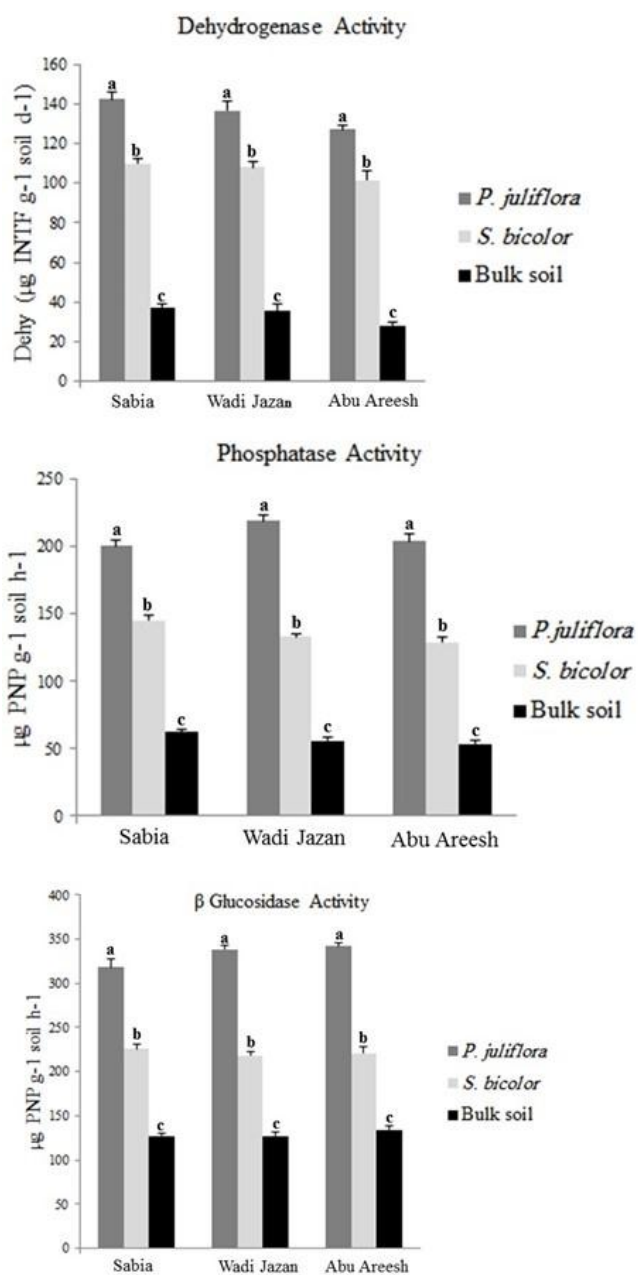 Dehydrogenase Activity
Dehy (µg INTF g-1 soil d-1)
160
140
120
100
80
60
40
20
0
a
b
c
a
b
c
a
b
c
Sabia
Wadi Jazan
Abu Areesh
P. juliflora
S. bicolor
Bulk soil
Phosphatase Activity
µg PNP g-1 soil h-1
250
200
150
100
50
0
a
b
c
a
b
c
a
b
c
Sabia
Wadi Jazan
Abu Areesh
P.juliflora
S. bicolor
Bulk soil
β Glucosidase Activity
µg PNP g-1 soil h-1
400
350
300
250
200
150
100
50
0
a
b
c
a
b
c
a
b
c
Sabia
Wadi Jazan
Abu Areesh
P. juliflora
S. bicolor
Bulk soil